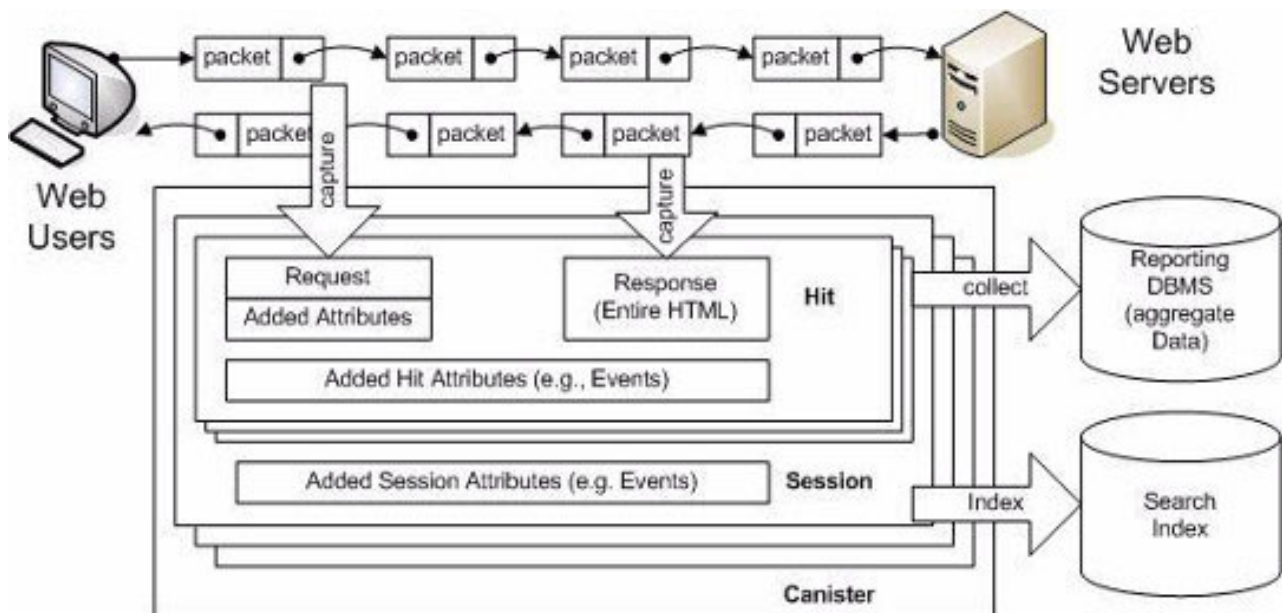 packet packet packet packet
Web
Servers
packet packet packet packet
Web
Users
capture
capture
Request
Added Attributes
Response
(Entire HTML)
Hit
Added Hit Attributes (e.g., Events)
collect
Reporting
DBMS
(aggregate
Data)
Added Session Attributes (e.g. Events)
Session
Index
Search
Index
Canister